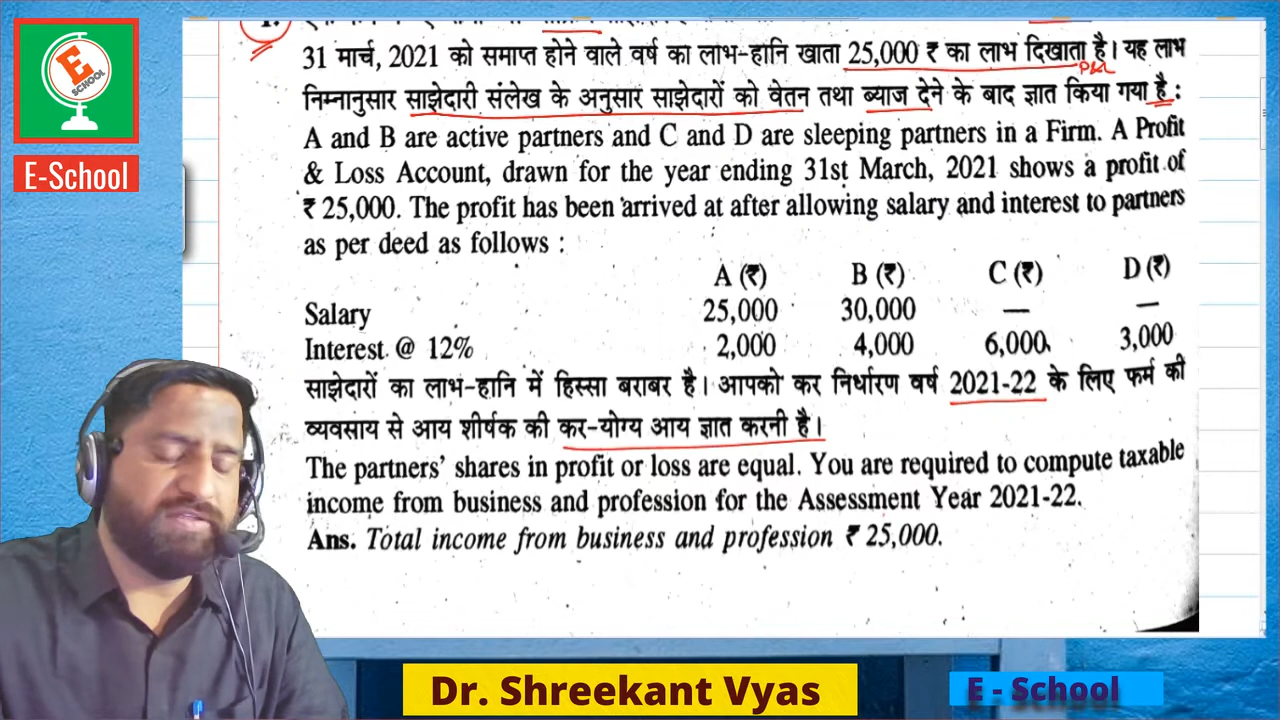 E
SCHOOL
E-School
1.
31 मार्च, 2021 को समाप्त होने वाले वर्ष का लाभ-हानि खाता 25,000 ₹ का लाभ दिखाता है। यह लाभ
P&L
निम्नानुसार साझेदारी संलेख के अनुसार साझेदारों को वेतन तथा ब्याज देने के बाद ज्ञात किया गया है :
A and B are active partners and C and D are sleeping partners in a Firm. A Profit
& Loss Account, drawn for the year ending 31st March, 2021 shows a profit of
₹ 25,000. The profit has been arrived at after allowing salary and interest to partners
as per deed as follows :
A (₹) B (₹) C (₹) D (₹)
Salary 25,000 30,000 — —
Interest @ 12% 2,000 4,000 6,000 3,000
साझेदारों का लाभ-हानि में हिस्सा बराबर है। आपको कर निर्धारण वर्ष 2021-22 के लिए फर्म की
व्यवसाय से आय शीर्षक की कर-योग्य आय ज्ञात करनी है।
The partners' shares in profit or loss are equal. You are required to compute taxable
income from business and profession for the Assessment Year 2021-22.
Ans. Total income from business and profession ₹ 25,000.
Dr. Shreekant Vyas
E - School